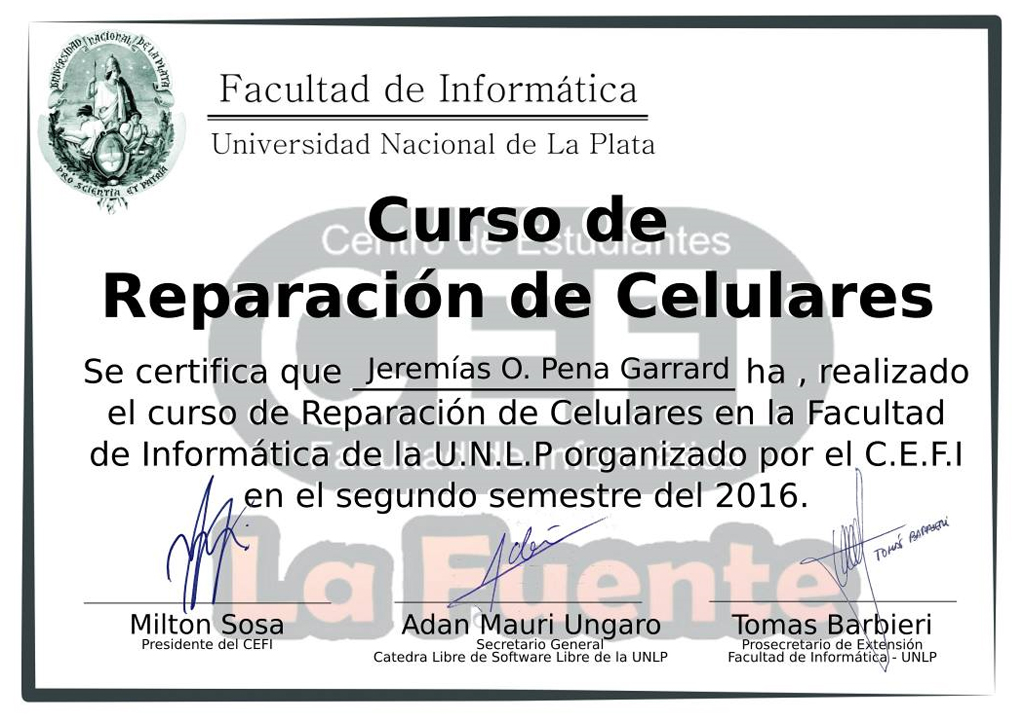 UNIVERSIDAD NACIONAL DE LA PLATA
PRO SCIENTIA ET PATRIA
Facultad de Informática
Universidad Nacional de La Plata
Centro de Estudiantes
CEFI
Facultad de Informática
La Fuente
Curso de
Reparación de Celulares
Se certifica que Jeremías O. Pena Garrard ha , realizado
el curso de Reparación de Celulares en la Facultad
de Informática de la U.N.L.P organizado por el C.E.F.I
en el segundo semestre del 2016.
TOMÁS BARBIERI
Milton Sosa
Presidente del CEFI
Adan Mauri Ungaro
Secretario General
Catedra Libre de Software Libre de la UNLP
Tomas Barbieri
Prosecretario de Extensión
Facultad de Informática - UNLP